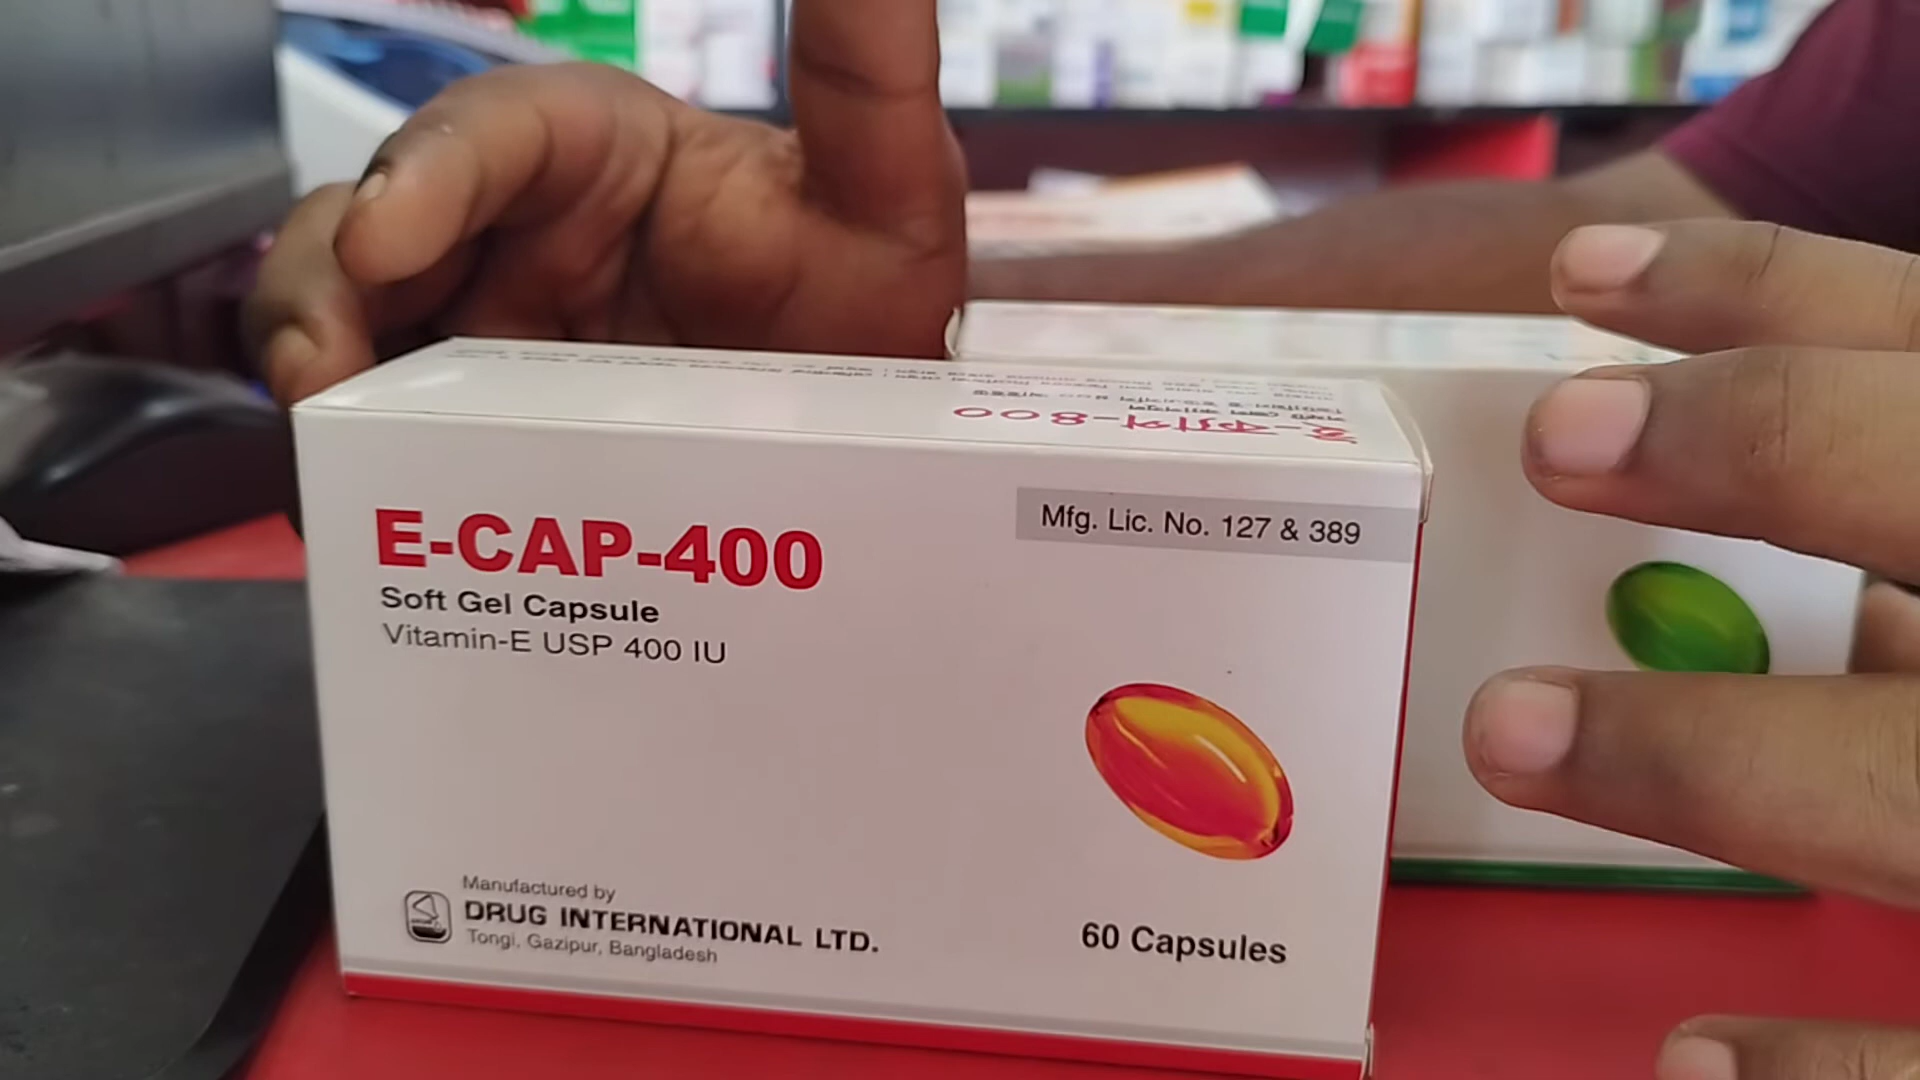 ই-ক্যাপ-৪০০
E-CAP-400
Soft Gel Capsule
Vitamin-E USP 400 IU
Mfg. Lic. No. 127 & 389
Manufactured by
DRUG INTERNATIONAL LTD.
Tongi, Gazipur, Bangladesh
60 Capsules